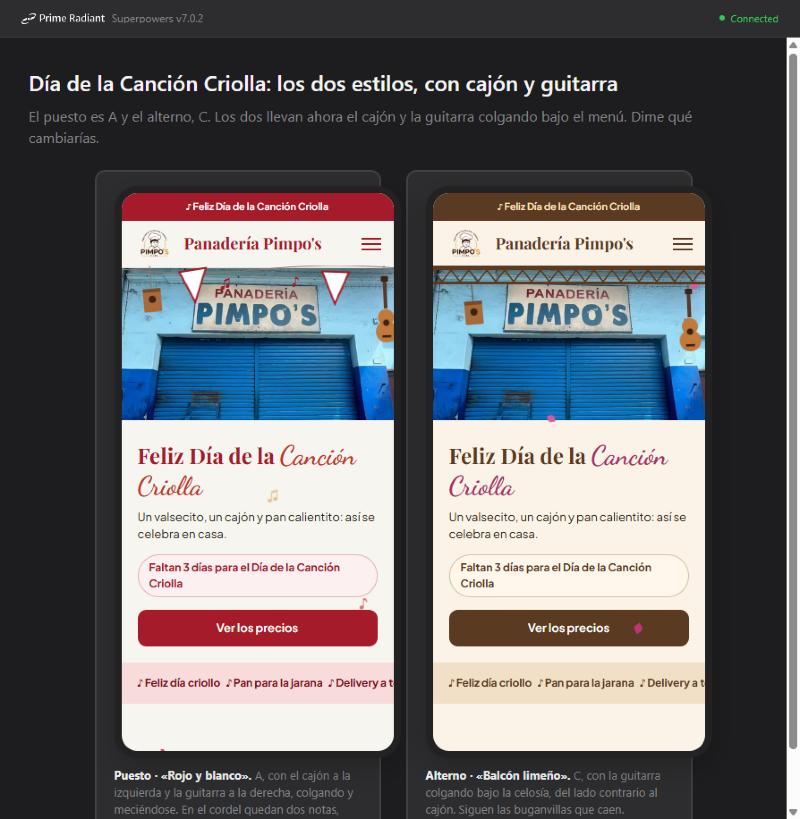 Prime Radiant Superpowers v7.0.2
Connected
Día de la Canción Criolla: los dos estilos, con cajón y guitarra
El puesto es A y el alterno, C. Los dos llevan ahora el cajón y la guitarra colgando bajo el menú. Dime qué
cambiarías.
♪ Feliz Día de la Canción Criolla
PIMPO'S
Panadería Pimpo's
PANADERÍA
PIMPO'S
Feliz Día de la Canción
Criolla
Un valsecito, un cajón y pan calientito: así se
celebra en casa.
Faltan 3 días para el Día de la Canción
Criolla
Ver los precios
♪ Feliz día criollo ♪ Pan para la jarana ♪ Delivery a t
Puesto · «Rojo y blanco». A, con el cajón a la
izquierda y la guitarra a la derecha, colgando y
meciéndose. En el cordel quedan dos notas,
♪ Feliz Día de la Canción Criolla
PIMPO'S
Panadería Pimpo's
PANADERÍA
PIMPO'S
Feliz Día de la Canción
Criolla
Un valsecito, un cajón y pan calientito: así se
celebra en casa.
Faltan 3 días para el Día de la Canción
Criolla
Ver los precios
♪ Feliz día criollo ♪ Pan para la jarana ♪ Delivery a t
Alterno · «Balcón limeño». C, con la guitarra
colgando bajo la celosía, del lado contrario al
cajón. Siguen las buganvillas que caen.